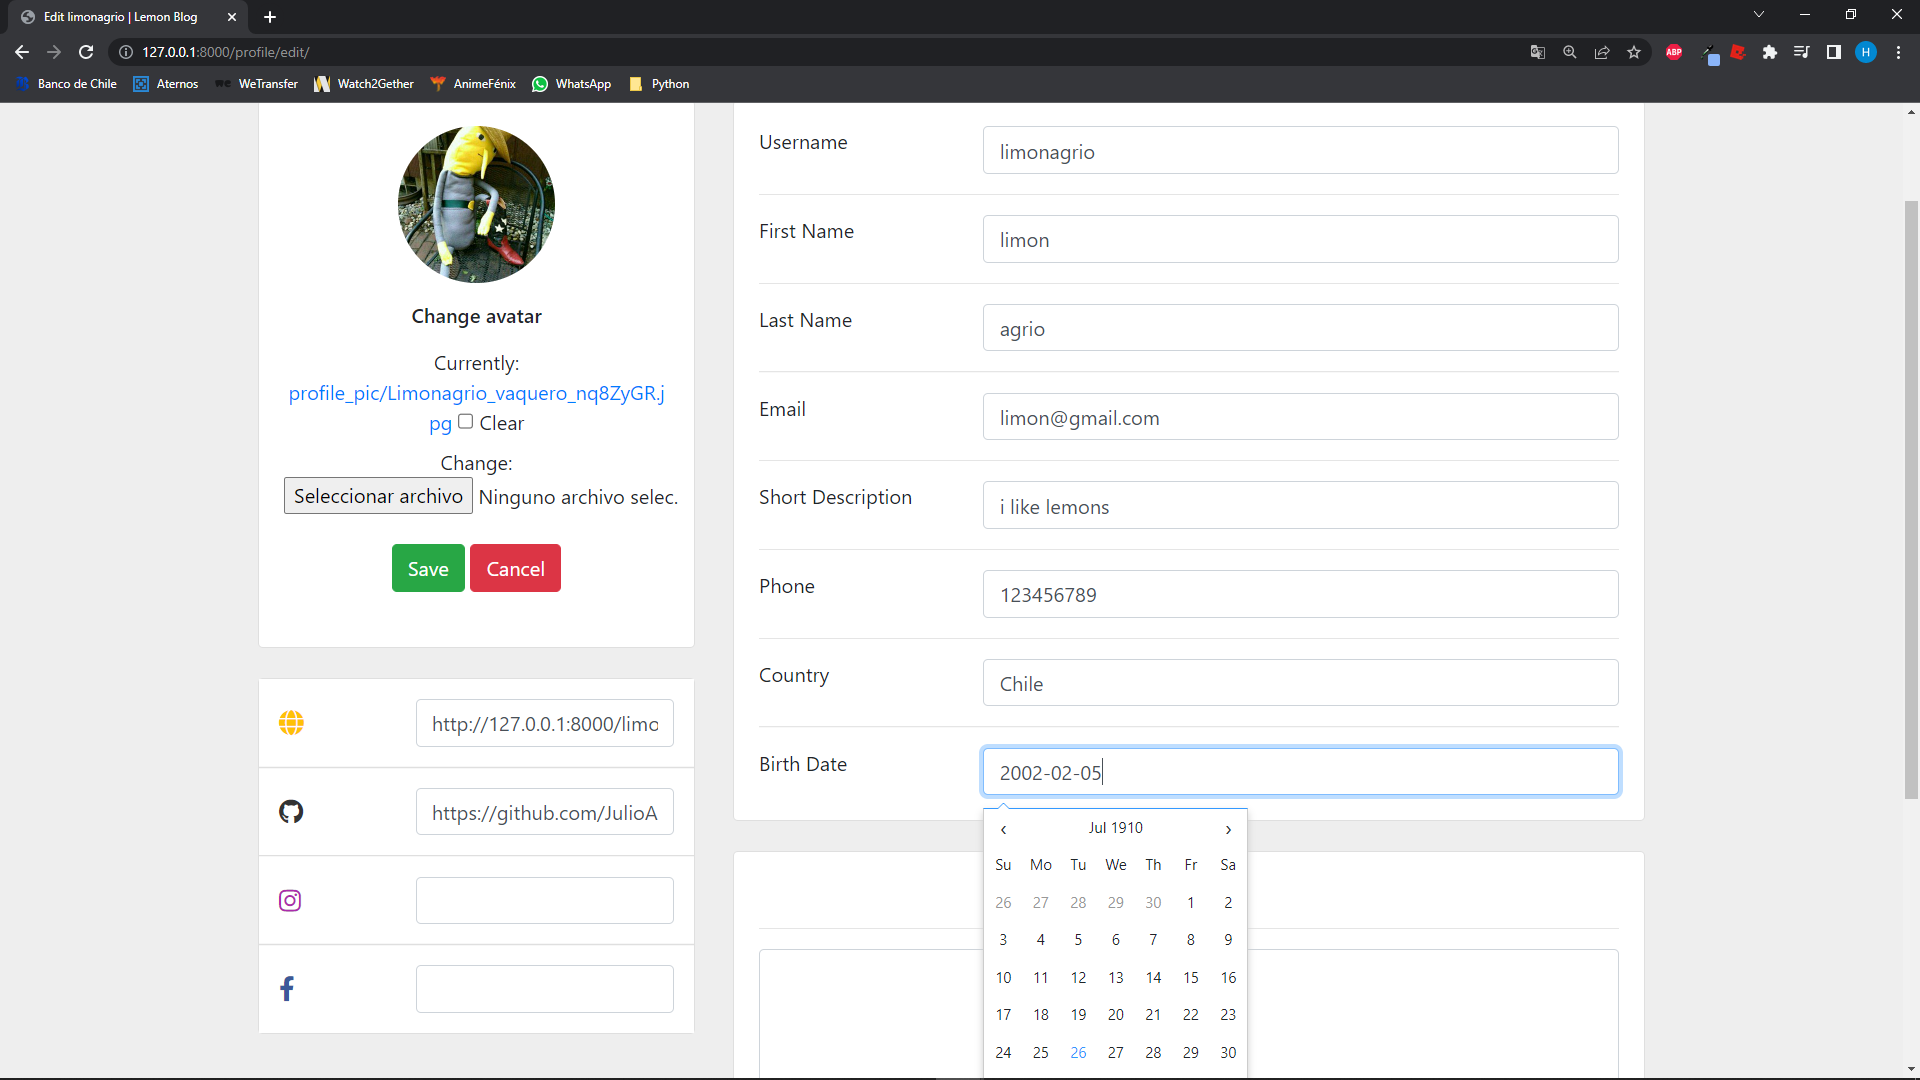 Edit limonagrio | Lemon Blog
127.0.0.1:8000/profile/edit/
ABP
H
Banco de Chile
Aternos
we WeTransfer
Watch2Gether
AnimeFénix
WhatsApp
Python
Change avatar
Currently:
profile_pic/Limonagrio_vaquero_nq8ZyGR.j
pg Clear
Change:
Seleccionar archivo Ninguno archivo selec.
Save Cancel
http://127.0.0.1:8000/limo
https://github.com/JulioA
Username limonagrio
First Name limon
Last Name agrio
Email limon@gmail.com
Short Description i like lemons
Phone 123456789
Country Chile
Birth Date 2002-02-05
‹ Jul 1910 ›
Su Mo Tu We Th Fr Sa
26 27 28 29 30 1 2
3 4 5 6 7 8 9
10 11 12 13 14 15 16
17 18 19 20 21 22 23
24 25 26 27 28 29 30